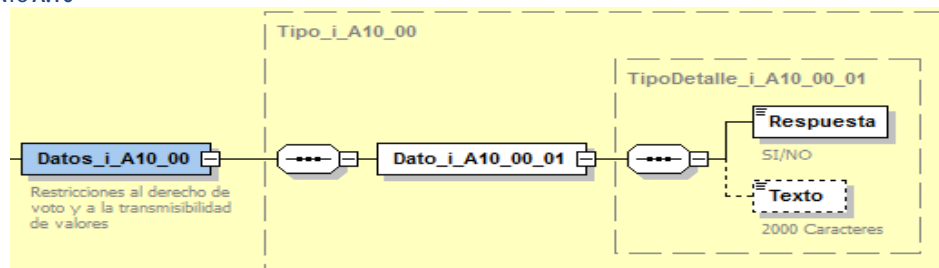 Tipo_i_A10_00
TipoDetalle_i_A10_00_01
Respuesta
SI/NO
Datos_i_A10_00
Dato_i_A10_00_01
Restricciones al derecho de
voto y a la transmisibilidad
de valores
Texto
2000 Caracteres